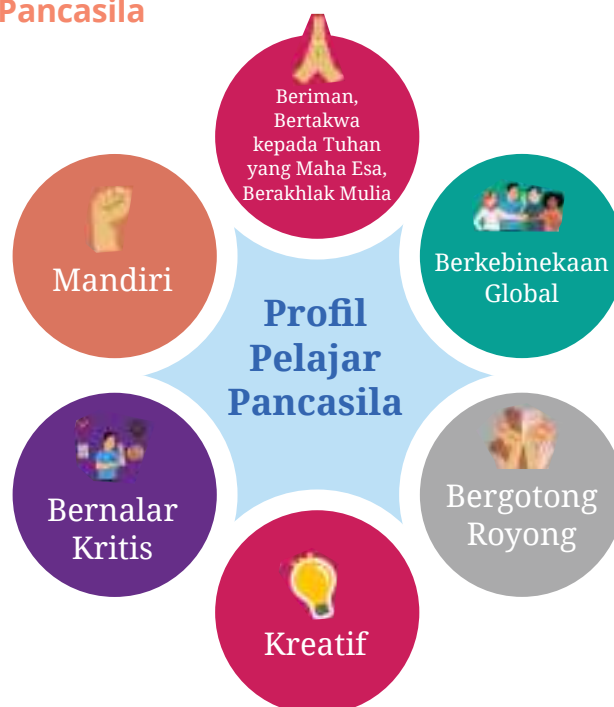 Pancasila
Beriman,
Bertakwa
kepada Tuhan
yang Maha Esa,
Berakhlak Mulia
Mandiri
Berkebinekaan
Global
Profil
Pelajar
Pancasila
Bernalar
Kritis
Bergotong
Royong
Kreatif